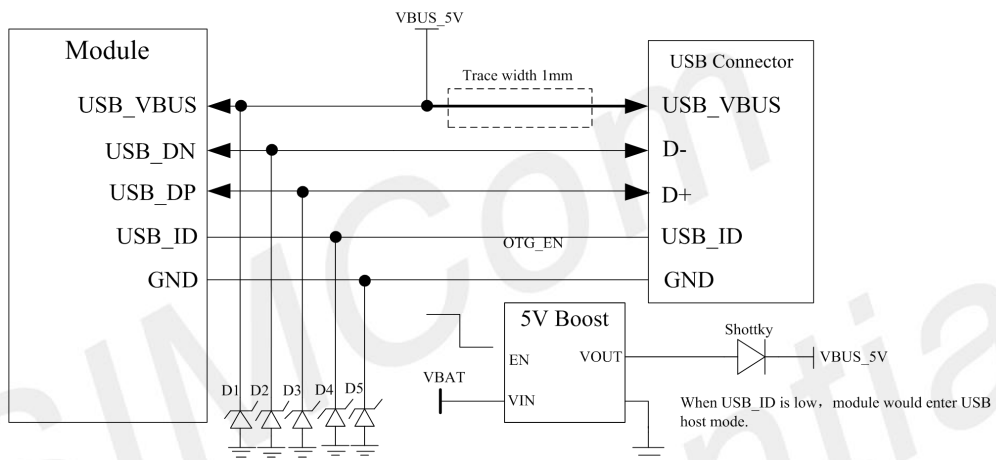 VBUS_5V
Module
USB Connector
Trace width 1mm
USB_VBUS
USB_VBUS
USB_DN
D-
USB_DP
D+
USB_ID
OTG_EN
USB_ID
GND
GND
5V Boost
Shottky
EN
VOUT
VBUS_5V
VBAT
VIN
D1
D2
D3
D4
D5
When USB_ID is low，module would enter USB
host mode.
SIMCom